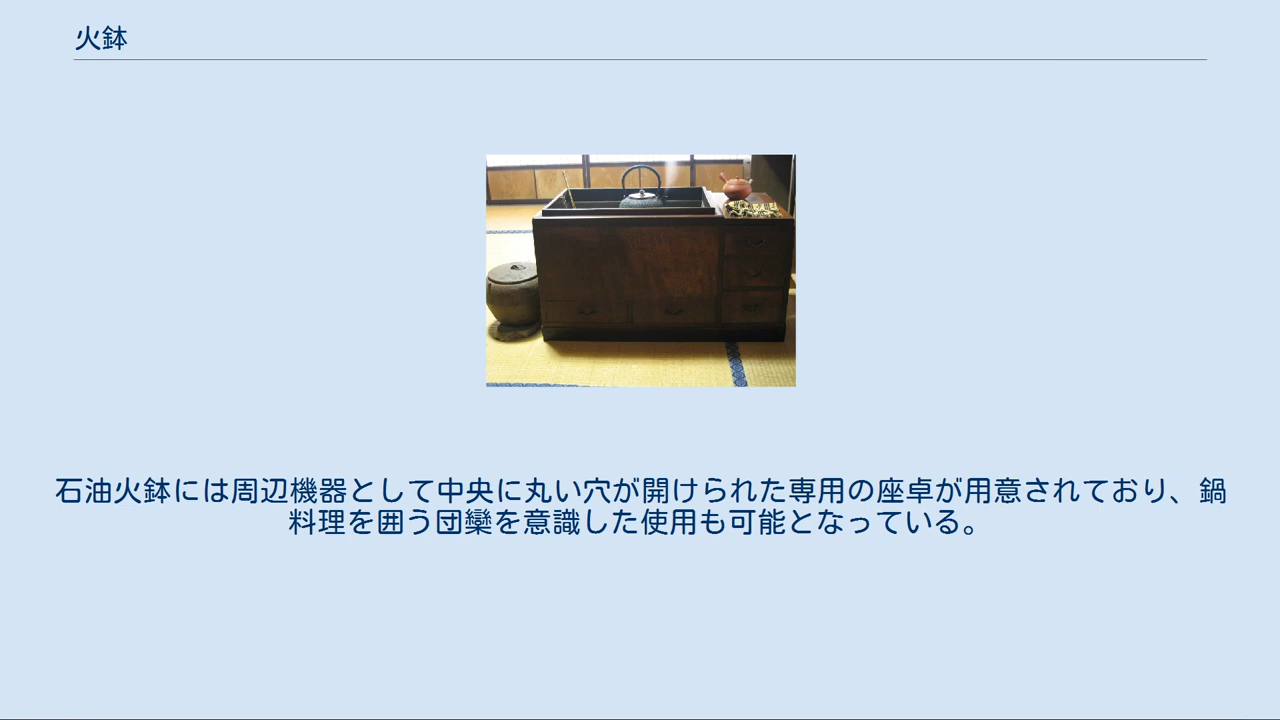 火鉢
石油火鉢には周辺機器として中央に丸い穴が開けられた専用の座卓が用意されており、鍋
料理を囲う団欒を意識した使用も可能となっている。